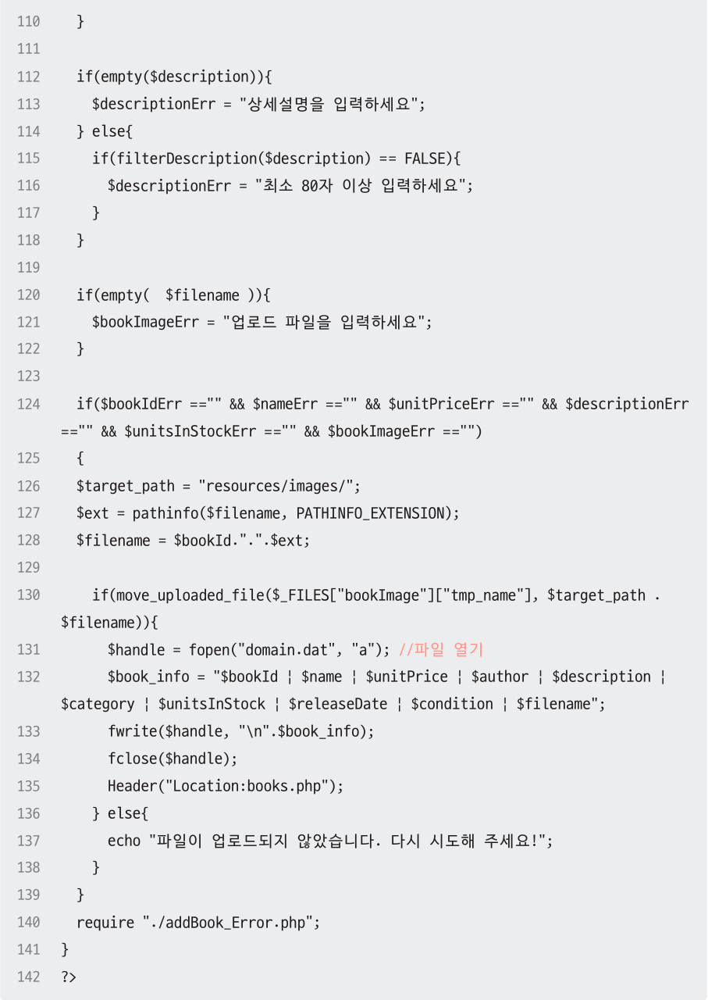 110 }
111
112 if(empty($description)){
113 $descriptionErr = "상세설명을 입력하세요";
114 } else{
115 if(filterDescription($description) == FALSE){
116 $descriptionErr = "최소 80자 이상 입력하세요";
117 }
118 }
119
120 if(empty(  $filename )){
121 $bookImageErr = "업로드 파일을 입력하세요";
122 }
123
124 if($bookIdErr =="" && $nameErr =="" && $unitPriceErr =="" && $descriptionErr
=="" && $unitsInStockErr =="" && $bookImageErr =="")
125 {
126 $target_path = "resources/images/";
127 $ext = pathinfo($filename, PATHINFO_EXTENSION);
128 $filename = $bookId.".".$ext;
129
130 if(move_uploaded_file($_FILES["bookImage"]["tmp_name"], $target_path .
$filename)){
131 $handle = fopen("domain.dat", "a"); //파일 열기
132 $book_info = "$bookId ¦ $name ¦ $unitPrice ¦ $author ¦ $description ¦
$category ¦ $unitsInStock ¦ $releaseDate ¦ $condition ¦ $filename";
133 fwrite($handle, "\n".$book_info);
134 fclose($handle);
135 Header("Location:books.php");
136 } else{
137 echo "파일이 업로드되지 않았습니다. 다시 시도해 주세요!";
138 }
139 }
140 require "./addBook_Error.php";
141 }
142 ?>